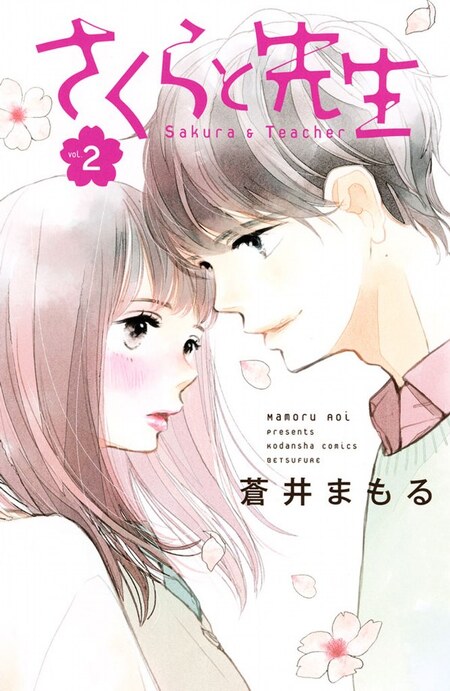 さくらと先生
Sakura & Teacher
vol.2
Mamoru Aoi
presents
Kodansha comics
BETSUFURE
蒼井まもる